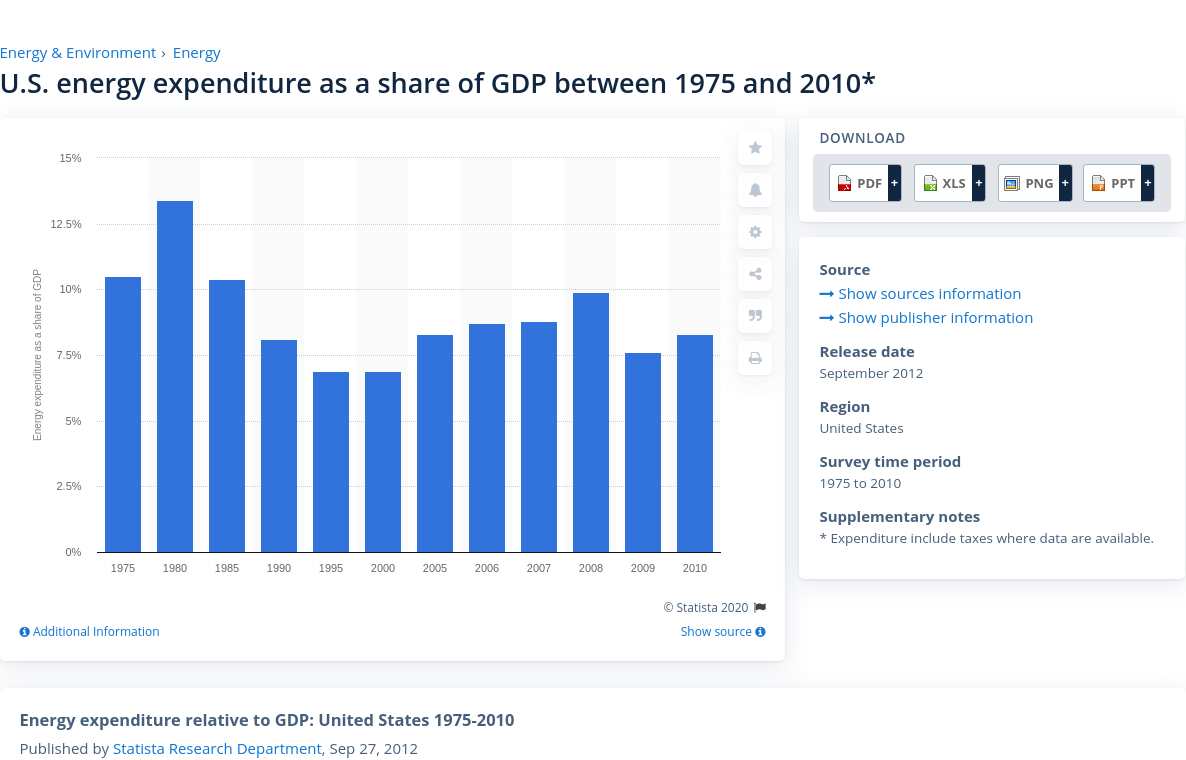 Energy & Environment › Energy
U.S. energy expenditure as a share of GDP between 1975 and 2010*
15%
12.5%
10%
7.5%
5%
2.5%
0%
Energy expenditure as a share of GDP
1975 1980 1985 1990 1995 2000 2005 2006 2007 2008 2009 2010
© Statista 2020
Additional Information
Show source
DOWNLOAD
PDF + XLS + PNG + PPT +
Source
Show sources information
Show publisher information
Release date
September 2012
Region
United States
Survey time period
1975 to 2010
Supplementary notes
* Expenditure include taxes where data are available.
Energy expenditure relative to GDP: United States 1975-2010
Published by Statista Research Department, Sep 27, 2012